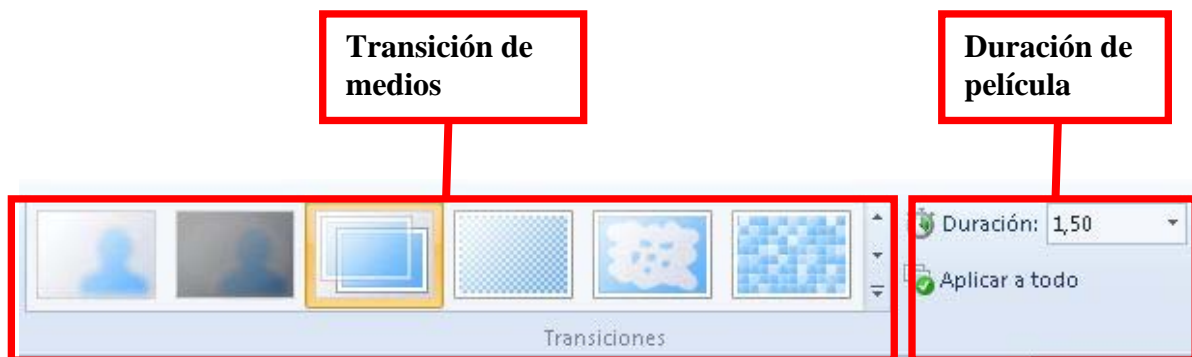 Transición de
medios
Duración de
película
Duración: 1,50
Aplicar a todo
Transiciones